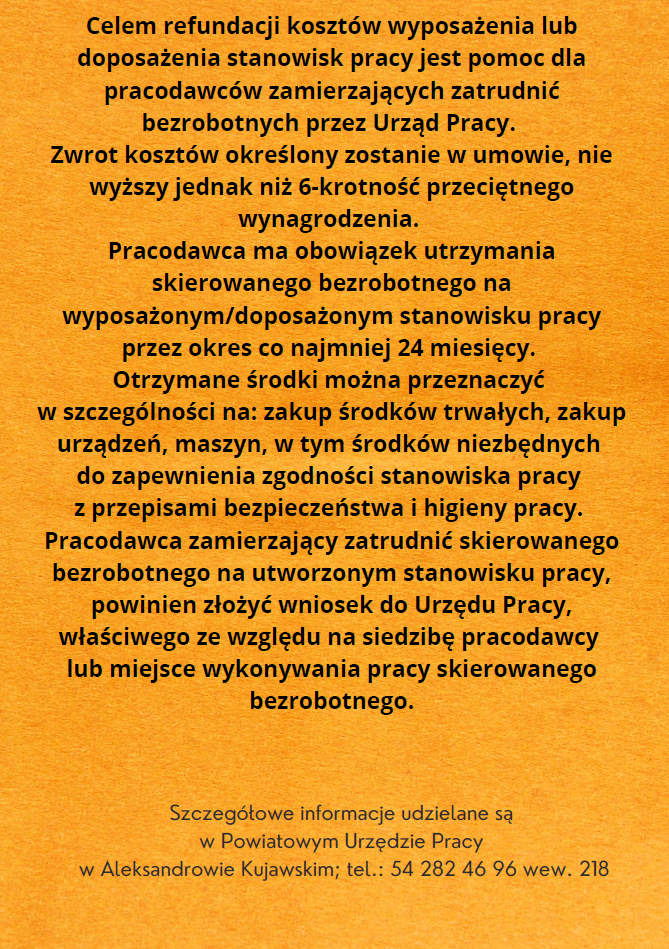 Celem refundacji kosztów wyposażenia lub
doposażenia stanowisk pracy jest pomoc dla
pracodawców zamierzających zatrudnić
bezrobotnych przez Urząd Pracy.
Zwrot kosztów określony zostanie w umowie, nie
wyższy jednak niż 6-krotność przeciętnego
wynagrodzenia.
Pracodawca ma obowiązek utrzymania
skierowanego bezrobotnego na
wyposażonym/doposażonym stanowisku pracy
przez okres co najmniej 24 miesięcy.
Otrzymane środki można przeznaczyć
w szczególności na: zakup środków trwałych, zakup
urządzeń, maszyn, w tym środków niezbędnych
do zapewnienia zgodności stanowiska pracy
z przepisami bezpieczeństwa i higieny pracy.
Pracodawca zamierzający zatrudnić skierowanego
bezrobotnego na utworzonym stanowisku pracy,
powinien złożyć wniosek do Urzędu Pracy,
właściwego ze względu na siedzibę pracodawcy
lub miejsce wykonywania pracy skierowanego
bezrobotnego.
Szczegółowe informacje udzielane są
w Powiatowym Urzędzie Pracy
w Aleksandrowie Kujawskim; tel.: 54 282 46 96 wew. 218